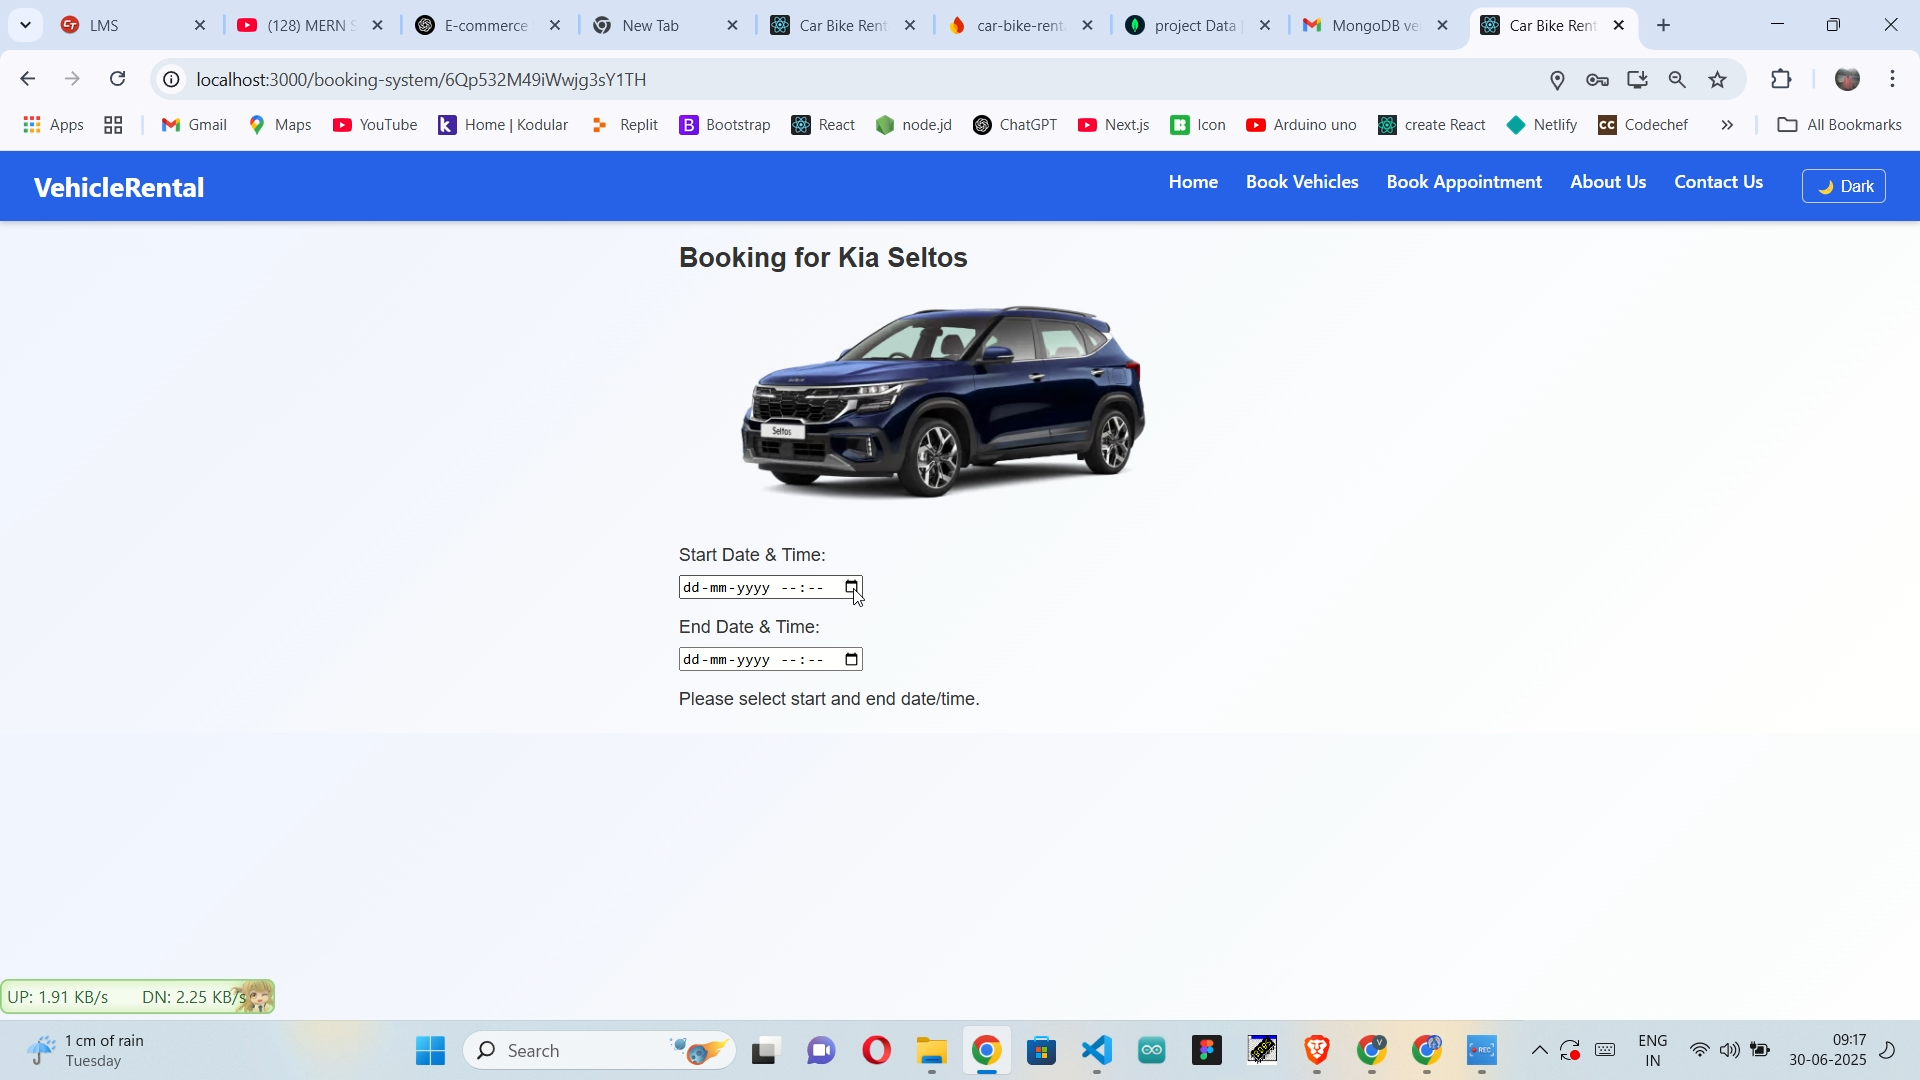 LMS
(128) MERN S
E-commerce
New Tab
Car Bike Rent
car-bike-rent
project Data |
MongoDB ve
Car Bike Rent
localhost:3000/booking-system/6Qp532M49iWwjg3sY1TH
Apps
Gmail
Maps
YouTube
Home | Kodular
Replit
Bootstrap
React
node.jd
ChatGPT
Next.js
Icon
Arduino uno
create React
Netlify
Codechef
»
All Bookmarks
VehicleRental
Home
Book Vehicles
Book Appointment
About Us
Contact Us
Dark
Booking for Kia Seltos
Seltos
Start Date & Time:
dd-mm-yyyy --:--
End Date & Time:
dd-mm-yyyy --:--
Please select start and end date/time.
UP: 1.91 KB/s DN: 2.25 KB/s
1 cm of rain
Tuesday
Search
V
REC
ENG
IN
09:17
30-06-2025